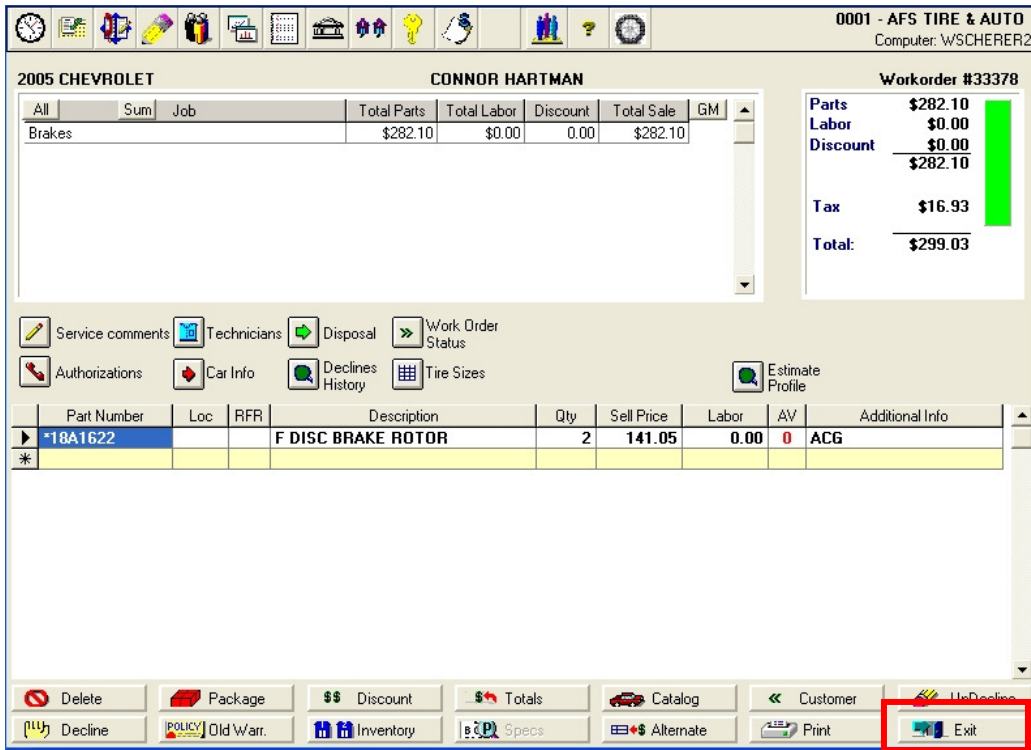 0001 - AFS TIRE & AUTO
Computer: WSCHERER2
2005 CHEVROLET CONNOR HARTMAN Workorder #33378
All Sum Job Total Parts Total Labor Discount Total Sale GM
Brakes $282.10 $0.00 0.00 $282.10
Parts $282.10
Labor $0.00
Discount $0.00
$282.10
Tax $16.93
Total: $299.03
Service comments Technicians Disposal Work Order Status
Authorizations Car Info Declines History Tire Sizes Estimate Profile
Part Number Loc RFR Description Qty Sell Price Labor AV Additional Info
*18A1622 F DISC BRAKE ROTOR 2 141.05 0.00 0 ACG
Delete Package $$ Discount $ Totals Catalog Customer UnDecline
Decline POLICY Old Warr. Inventory Specs Alternate Print Exit